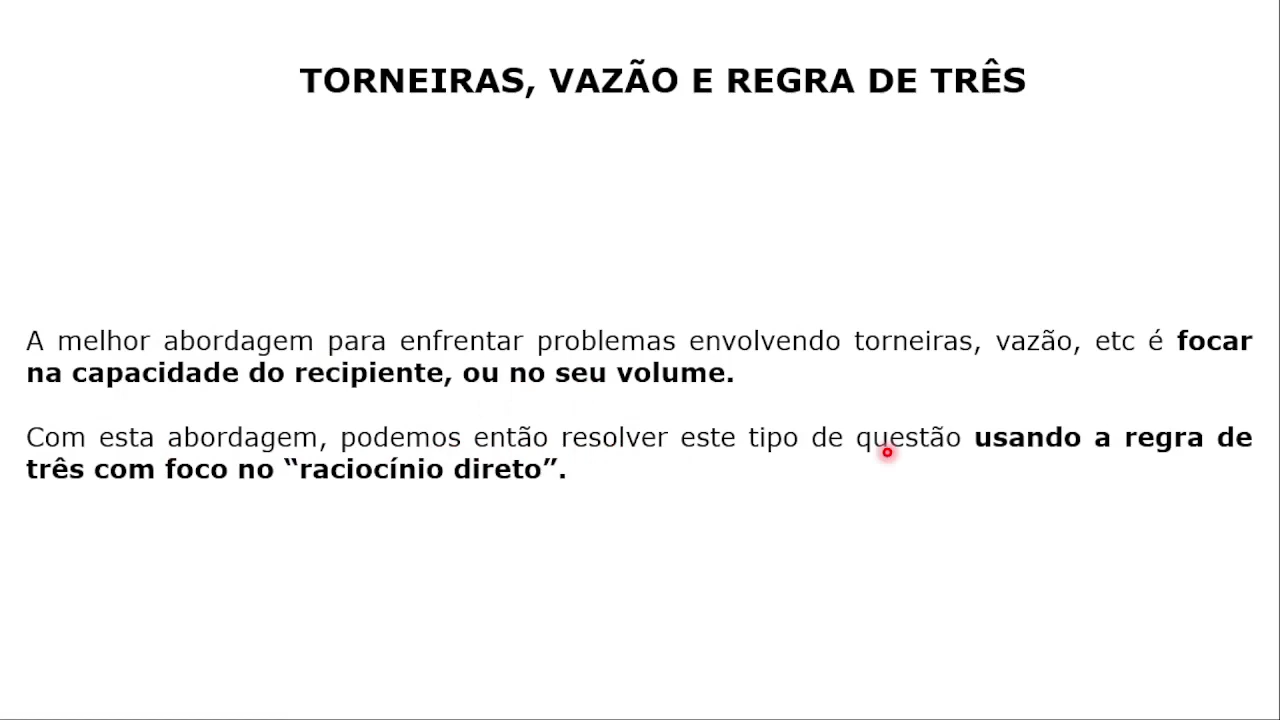 TORNEIRAS, VAZÃO E REGRA DE TRÊS
A melhor abordagem para enfrentar problemas envolvendo torneiras, vazão, etc é focar
na capacidade do recipiente, ou no seu volume.
Com esta abordagem, podemos então resolver este tipo de questão usando a regra de
três com foco no “raciocínio direto”.